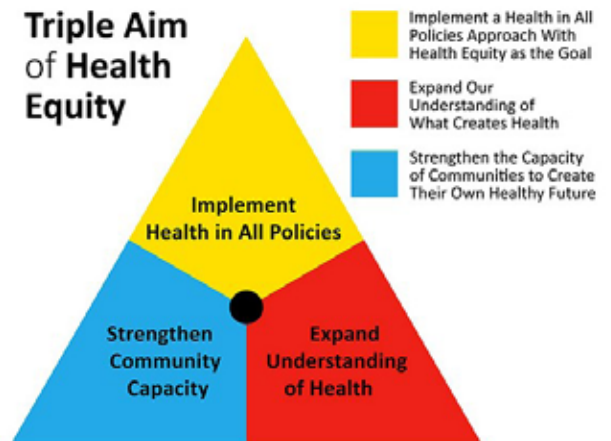 Triple Aim
of Health
Equity
Implement a Health in All
Policies Approach With
Health Equity as the Goal
Expand Our
Understanding of
What Creates Health
Strengthen the Capacity
of Communities to Create
Their Own Healthy Future
Implement
Health in All Policies
Strengthen
Community
Capacity
Expand
Understanding
of Health